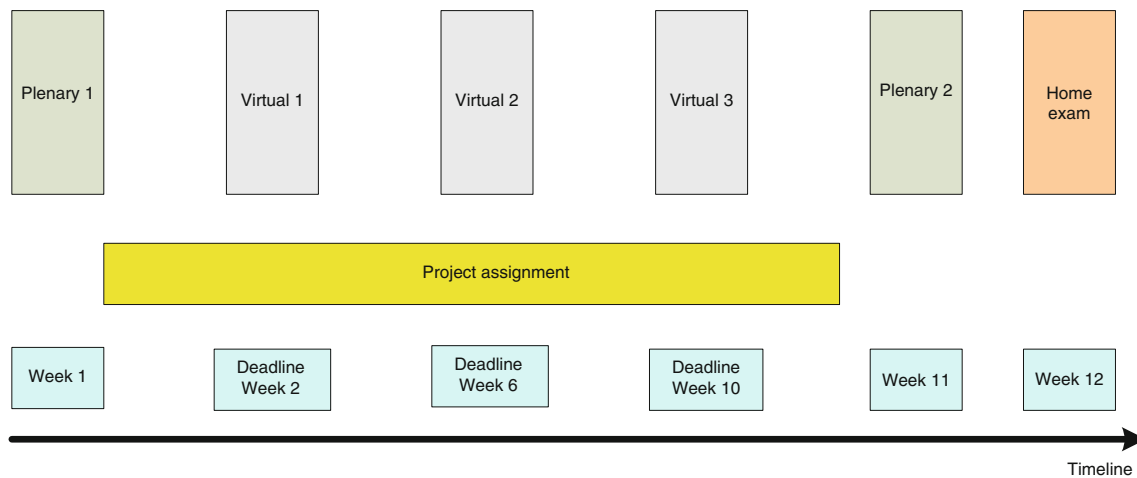 Plenary 1
Virtual 1
Virtual 2
Virtual 3
Plenary 2
Home
exam
Project assignment
Week 1
Deadline
Week 2
Deadline
Week 6
Deadline
Week 10
Week 11
Week 12
Timeline